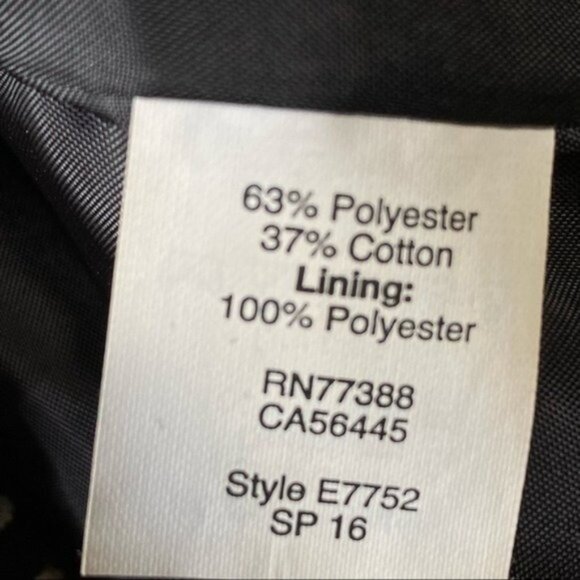 63% Polyester
37% Cotton
Lining:
100% Polyester
RN77388
CA56445
Style E7752
SP 16